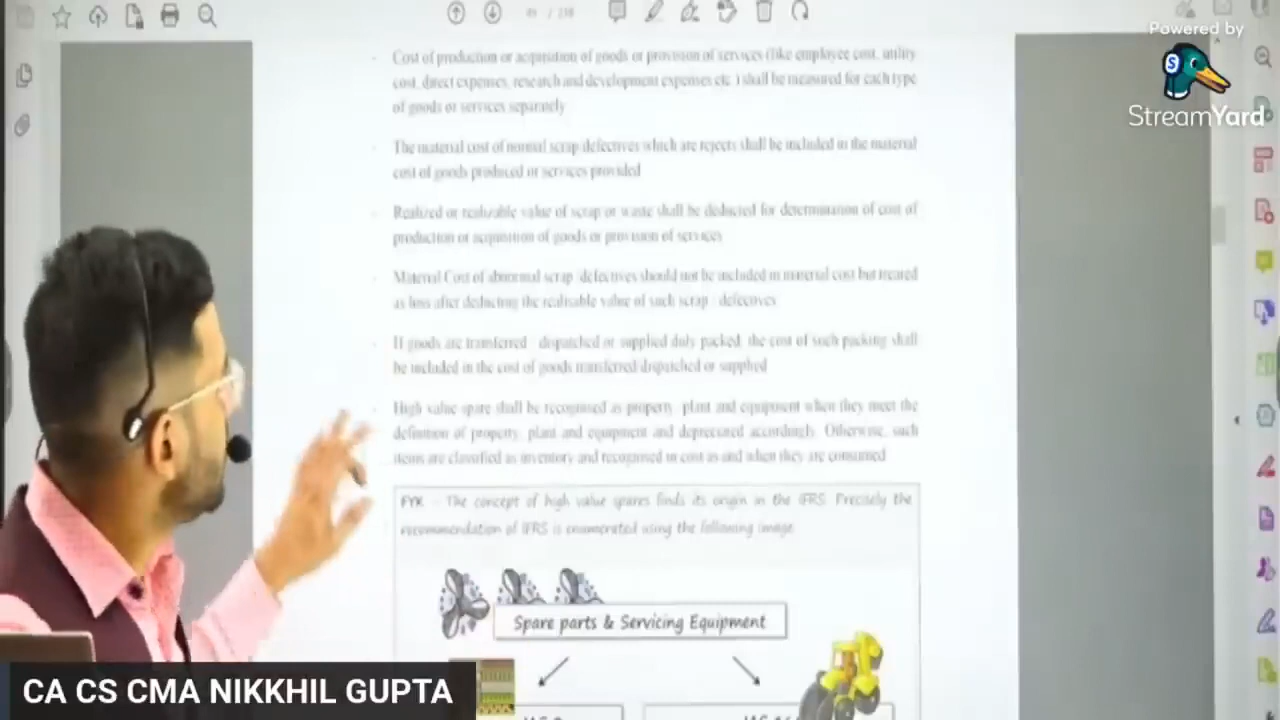 49 / 238
Powered by
StreamYard
Cost of production or acquisition of goods or provision of services (like employee cost, utility
cost, direct expenses, research and development expenses etc.) shall be measured for each type
of goods or services separately
The material cost of normal scrap defectives which are rejects shall be included in the material
cost of goods produced or services provided
Realized or realizable value of scrap or waste shall be deducted for determination of cost of
production or acquisition of goods or provision of services
Material Cost of abnormal scrap defectives should not be included in material cost but treated
as loss after deducting the realisable value of such scrap defectives
If goods are transferred dispatched or supplied duly packed, the cost of such packing shall
be included in the cost of goods transferred dispatched or supplied
High value spare shall be recognised as property, plant and equipment when they meet the
definition of property, plant and equipment and depreciated accordingly. Otherwise, such
items are classified as inventory and recognised in cost as and when they are consumed
FYK - The concept of high value spares finds its origin in the IFRS. Precisely the
recommendation of IFRS is enumerated using the following image
Spare parts & Servicing Equipment
CA CS CMA NIKKHIL GUPTA